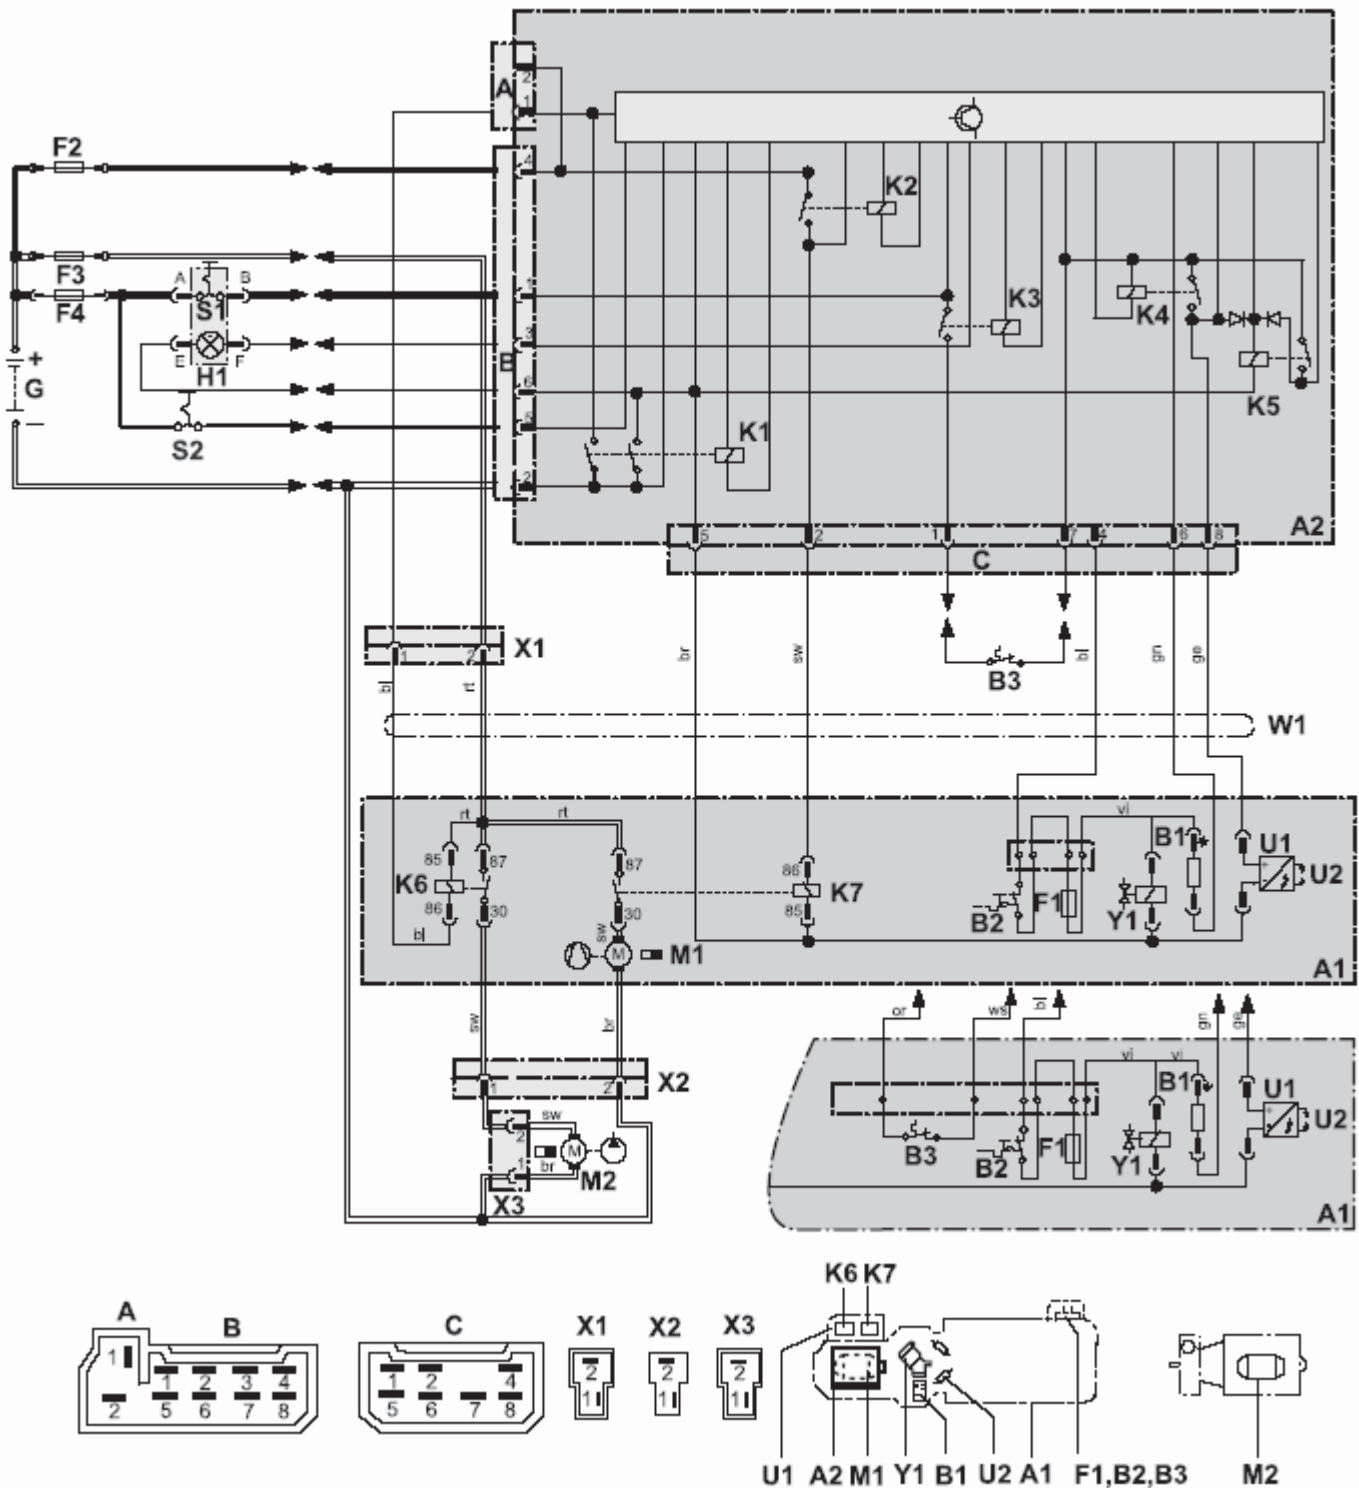 A
2
1
F2
4
K2
F3
A
B
1
K3
K4
F4
S1
3
+
G
E
F
B
H1
6
K5
5
K1
S2
–
2
A2
5
2
1
7
4
6
8
C
X1
1
2
br
sw
bl
gn
ge
B3
bl
rt
W1
rt
rt
vi
B1
U1
85
87
87
86
+
-
U2
K6
K7
F1
86
30
30
85
B2
Y1
bl
sw
M
M1
A1
or
ws
bl
gn
ge
sw
br
vi
vi
X2
1
2
B1
U1
+
-
U2
sw
2
M
1
br
M2
B3
B2
F1
Y1
X3
A1
K6 K7
A
B
C
X1
X2
X3
1
1
2
3
4
2
5
6
7
8
1
2
4
5
6
7
8
2
1
2
1
2
1
U1 A2 M1 Y1 B1 U2 A1 F1,B2,B3 M2